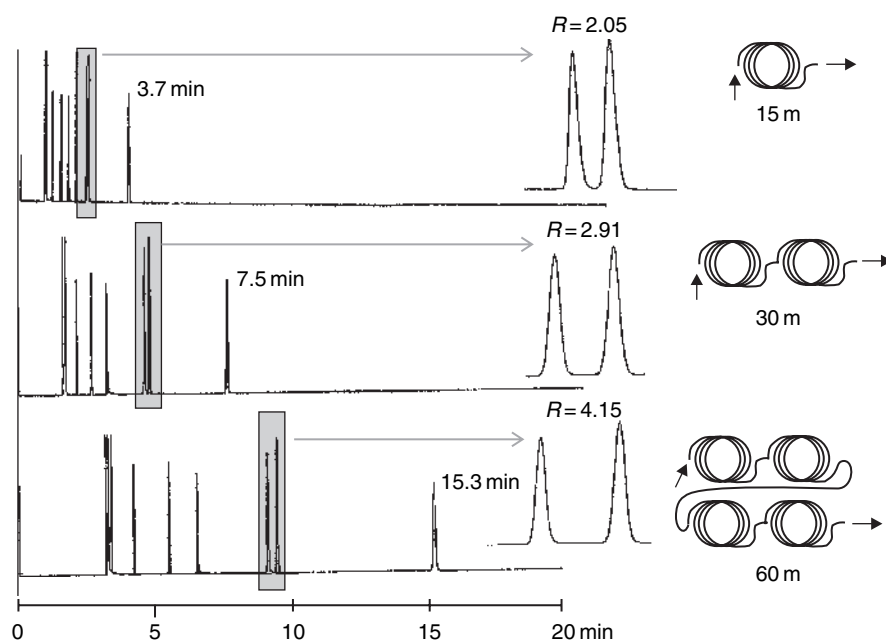 R = 2.05
3.7 min
15 m
R = 2.91
7.5 min
30 m
R = 4.15
15.3 min
60 m
0 5 10 15 20 min